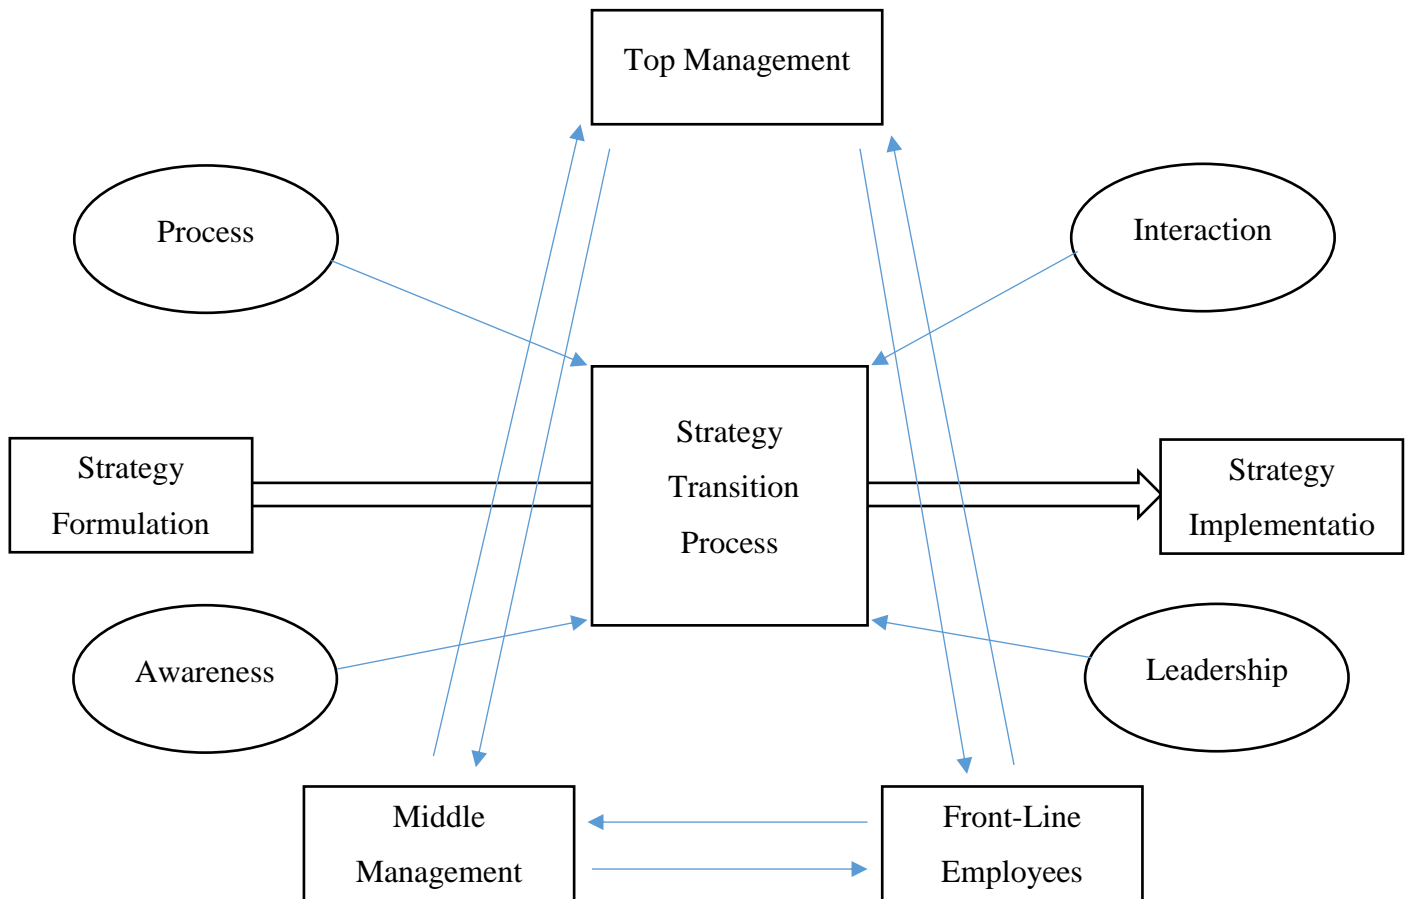 Top Management
Process
Interaction
Strategy
Formulation
Strategy
Transition
Process
Strategy
Implementatio
Awareness
Leadership
Middle
Management
Front-Line
Employees